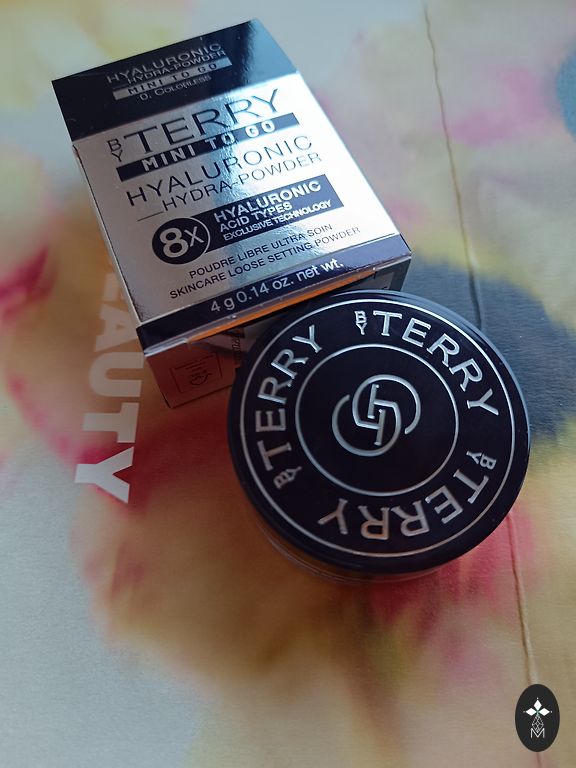 HYALURONIC
HYDRA-POWDER
MINI TO GO
0. COLORLESS
BY TERRY
MINI TO GO
HYALURONIC
HYDRA-POWDER
8X
HYALURONIC
ACID TYPES
EXCLUSIVE TECHNOLOGY
POUDRE LIBRE ULTRA SOIN
SKINCARE LOOSE SETTING POWDER
4 g 0.14 oz. net wt.
BY TERRY
BY TERRY
BY TERRY
EAUTY
M